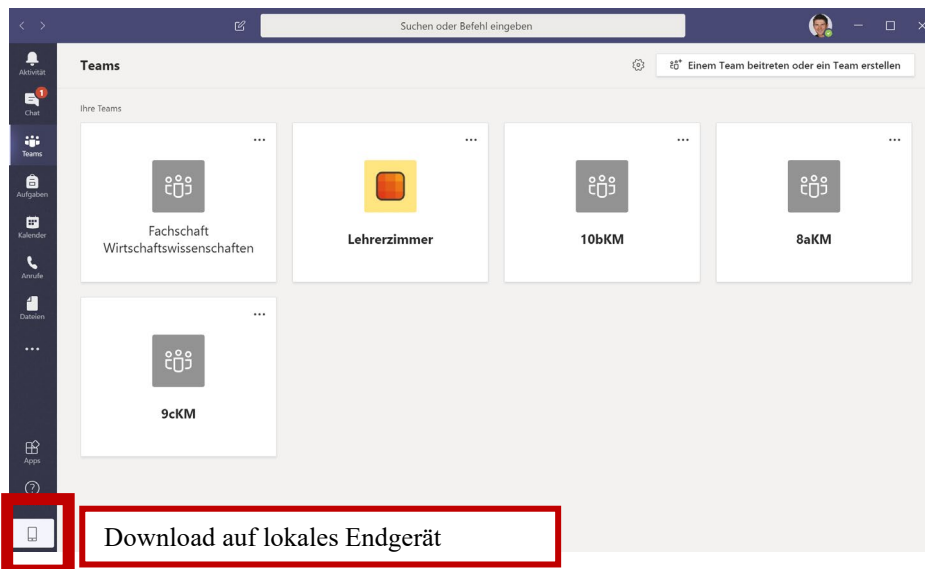 Suchen oder Befehl eingeben
Aktivität
Teams
Einem Team beitreten oder ein Team erstellen
1
Chat
Ihre Teams
Teams
Aufgaben
Fachschaft
Wirtschaftswissenschaften
Lehrerzimmer
10bKM
8aKM
Kalender
Anrufe
Dateien
9cKM
Apps
Download auf lokales Endgerät